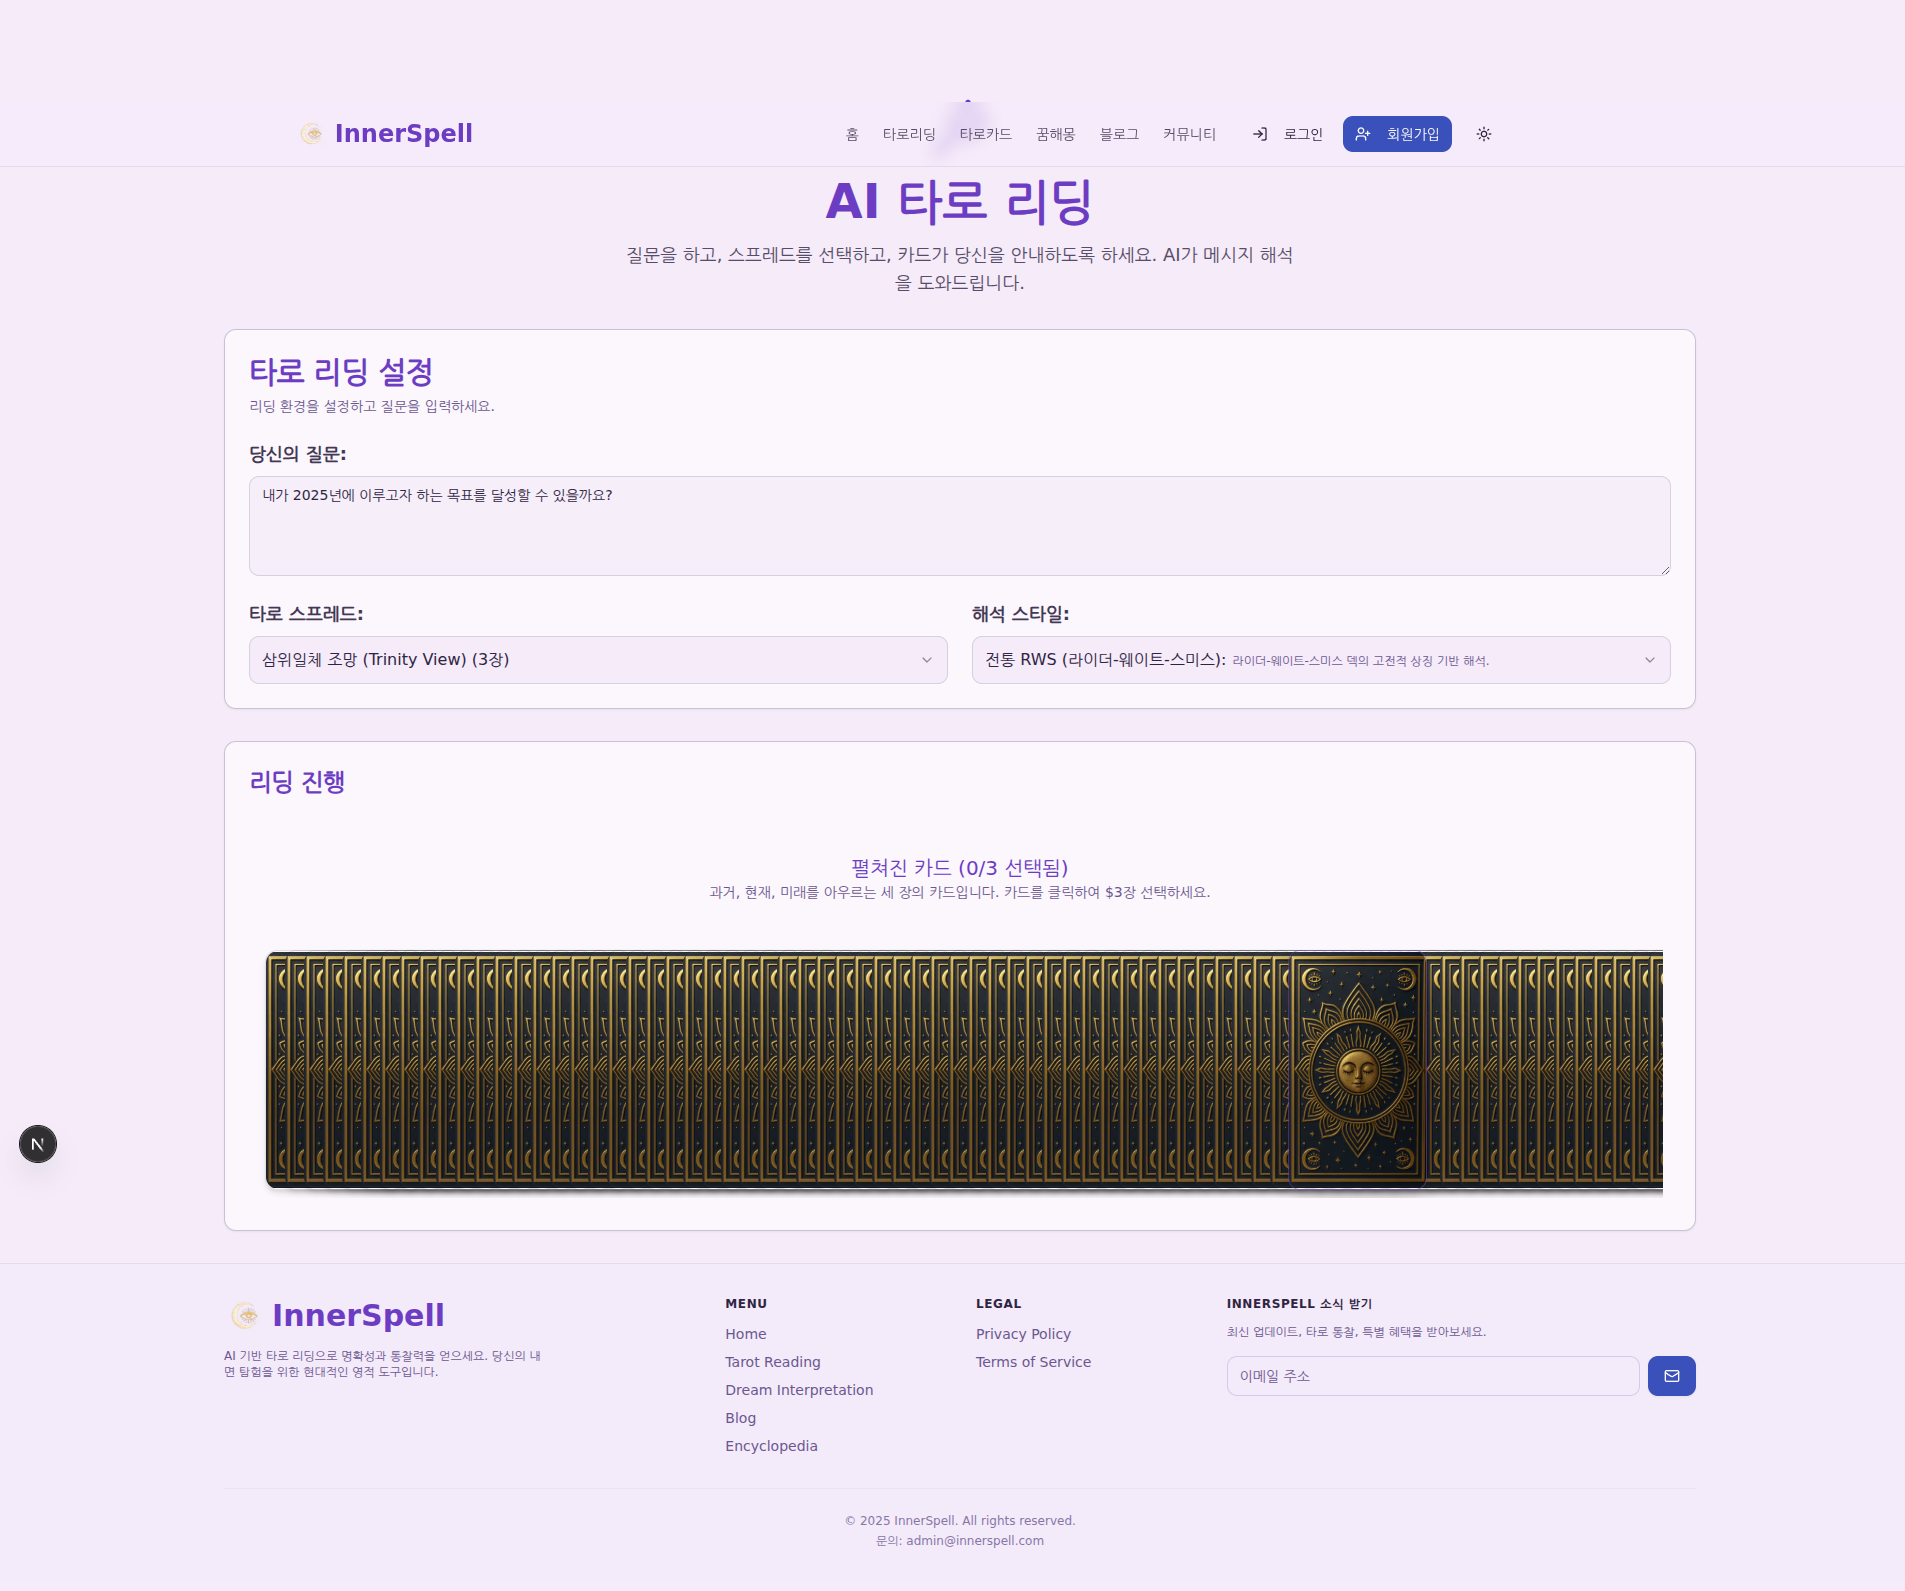 InnerSpell
홈 타로리딩 타로카드 꿈해몽 블로그 커뮤니티 로그인 회원가입
AI 타로 리딩
질문을 하고, 스프레드를 선택하고, 카드가 당신을 안내하도록 하세요. AI가 메시지 해석
을 도와드립니다.
타로 리딩 설정
리딩 환경을 설정하고 질문을 입력하세요.
당신의 질문:
내가 2025년에 이루고자 하는 목표를 달성할 수 있을까요?
타로 스프레드:
삼위일체 조망 (Trinity View) (3장)
해석 스타일:
전통 RWS (라이더-웨이트-스미스): 라이더-웨이트-스미스 덱의 고전적 상징 기반 해석.
리딩 진행
펼쳐진 카드 (0/3 선택됨)
과거, 현재, 미래를 아우르는 세 장의 카드입니다. 카드를 클릭하여 $3장 선택하세요.
N
InnerSpell
AI 기반 타로 리딩으로 명확성과 통찰력을 얻으세요. 당신의 내
면 탐험을 위한 현대적인 영적 도구입니다.
MENU
Home
Tarot Reading
Dream Interpretation
Blog
Encyclopedia
LEGAL
Privacy Policy
Terms of Service
INNERSPELL 소식 받기
최신 업데이트, 타로 통찰, 특별 혜택을 받아보세요.
이메일 주소
© 2025 InnerSpell. All rights reserved.
문의: admin@innerspell.com